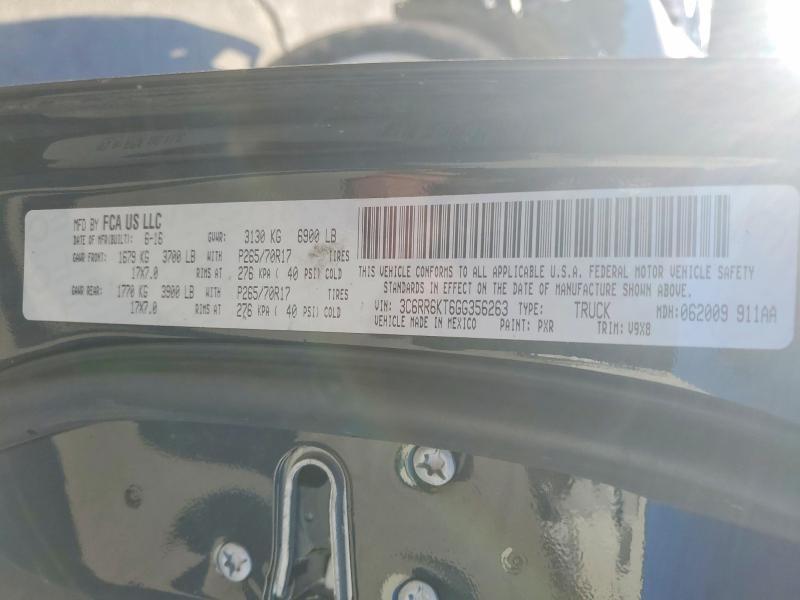 MFD BY FCA US LLC
DATE OF MFR(BUILT): 6-16 GVWR: 3130 KG 6900 LB
GAWR FRONT: 1679 KG 3700 LB WITH P265/70R17 TIRES
17X7.0 RIMS AT 276 KPA ( 40 PSI) COLD
GAWR REAR: 1770 KG 3900 LB WITH P265/70R17 TIRES
17X7.0 RIMS AT 276 KPA ( 40 PSI) COLD
THIS VEHICLE CONFORMS TO ALL APPLICABLE U.S.A. FEDERAL MOTOR VEHICLE SAFETY
STANDARDS IN EFFECT ON THE DATE OF MANUFACTURE SHOWN ABOVE.
VIN: 3C6RR6KT6GG356263 TYPE: TRUCK MDH: 062009 911AA
VEHICLE MADE IN MEXICO PAINT: PXR TRIM: V9X8